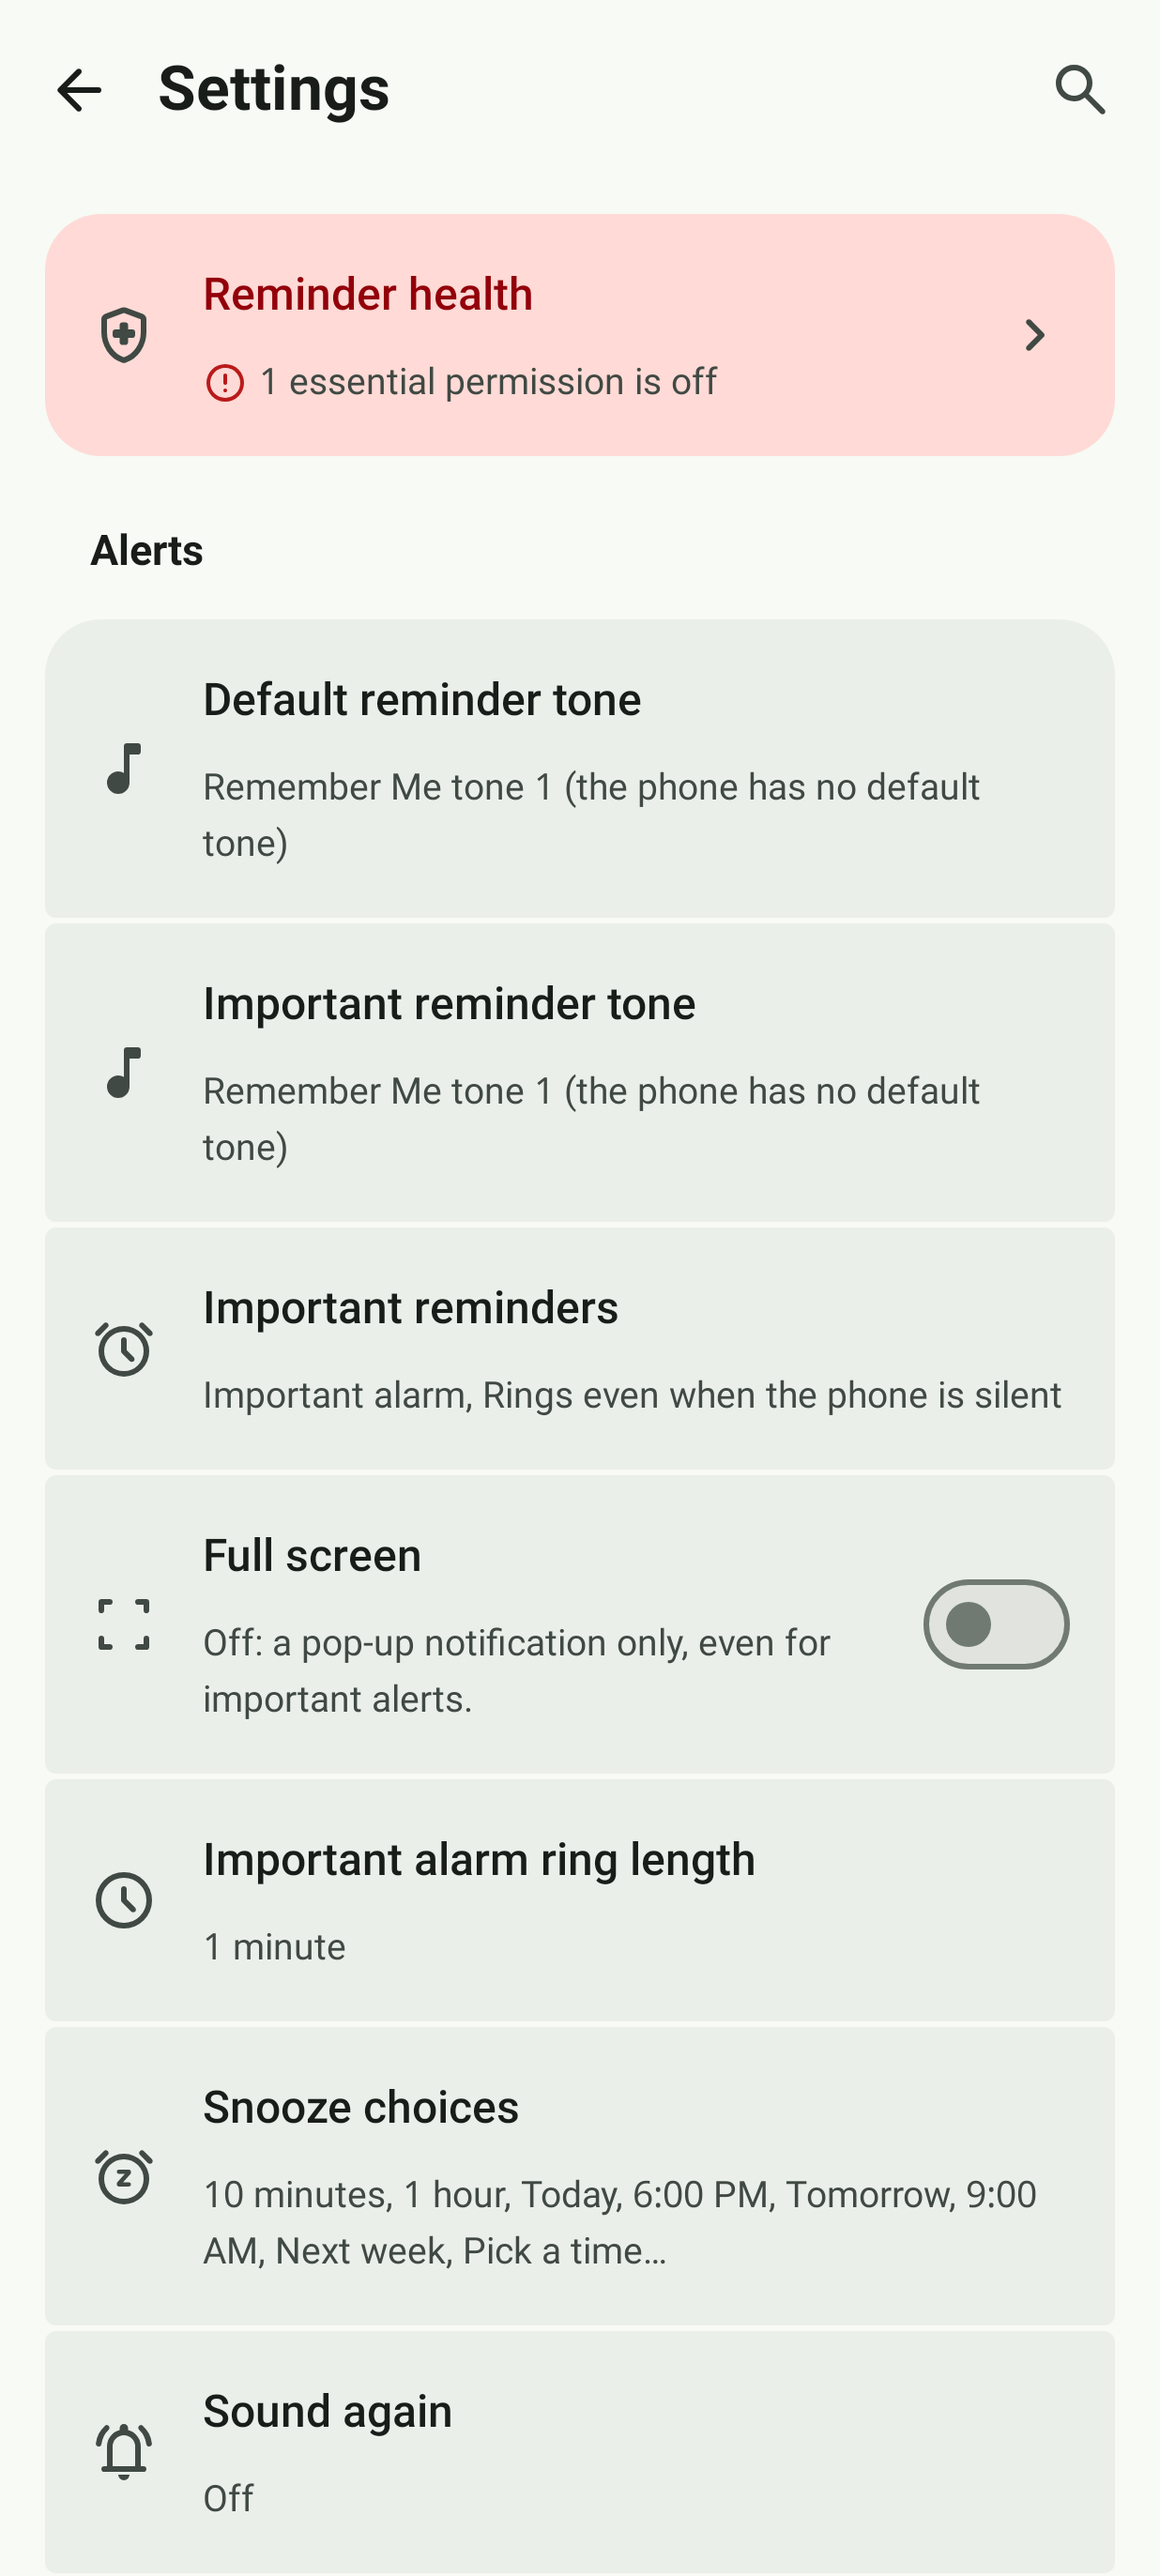 Settings
Reminder health
1 essential permission is off
Alerts
Default reminder tone
Remember Me tone 1 (the phone has no default
tone)
Important reminder tone
Remember Me tone 1 (the phone has no default
tone)
Important reminders
Important alarm, Rings even when the phone is silent
Full screen
Off: a pop-up notification only, even for
important alerts.
Important alarm ring length
1 minute
Snooze choices
10 minutes, 1 hour, Today, 6:00 PM, Tomorrow, 9:00
AM, Next week, Pick a time…
Sound again
Off